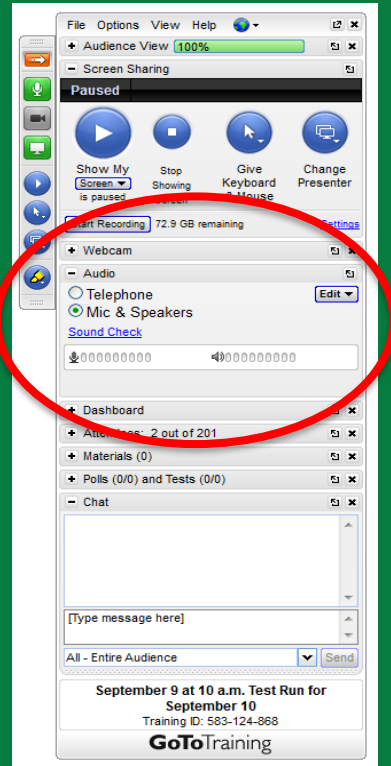 File Options View Help
Audience View 100%
Screen Sharing
Paused
Show My
Screen
is paused
Stop
Showing
Screen
Give
Keyboard
& Mouse
Change
Presenter
Start Recording 72.9 GB remaining Settings
Webcam
Audio
Telephone Edit
Mic & Speakers
Sound Check
Dashboard
Attendees: 2 out of 201
Materials (0)
Polls (0/0) and Tests (0/0)
Chat
[Type message here]
All - Entire Audience Send
September 9 at 10 a.m. Test Run for
September 10
Training ID: 583-124-868
GoToTraining